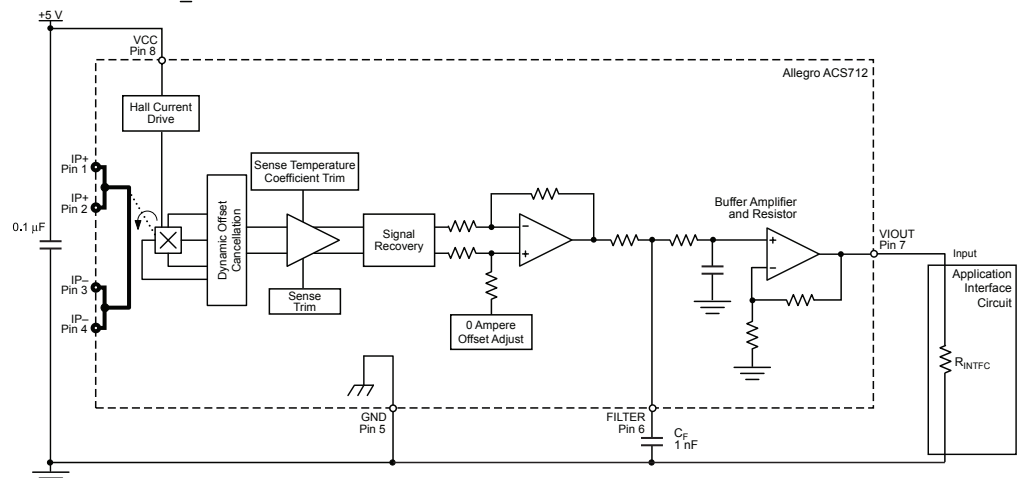 +5 V
VCC
Pin 8
Allegro ACS712
Hall Current
Drive
IP+
Pin 1
IP+
Pin 2
IP–
Pin 3
IP–
Pin 4
0.1 µF
Dynamic Offset
Cancellation
Sense Temperature
Coefficient Trim
Sense
Trim
Signal
Recovery
0 Ampere
Offset Adjust
Buffer Amplifier
and Resistor
VIOUT
Pin 7
Input
Application
Interface
Circuit
RINTFC
GND
Pin 5
FILTER
Pin 6
CF
1 nF